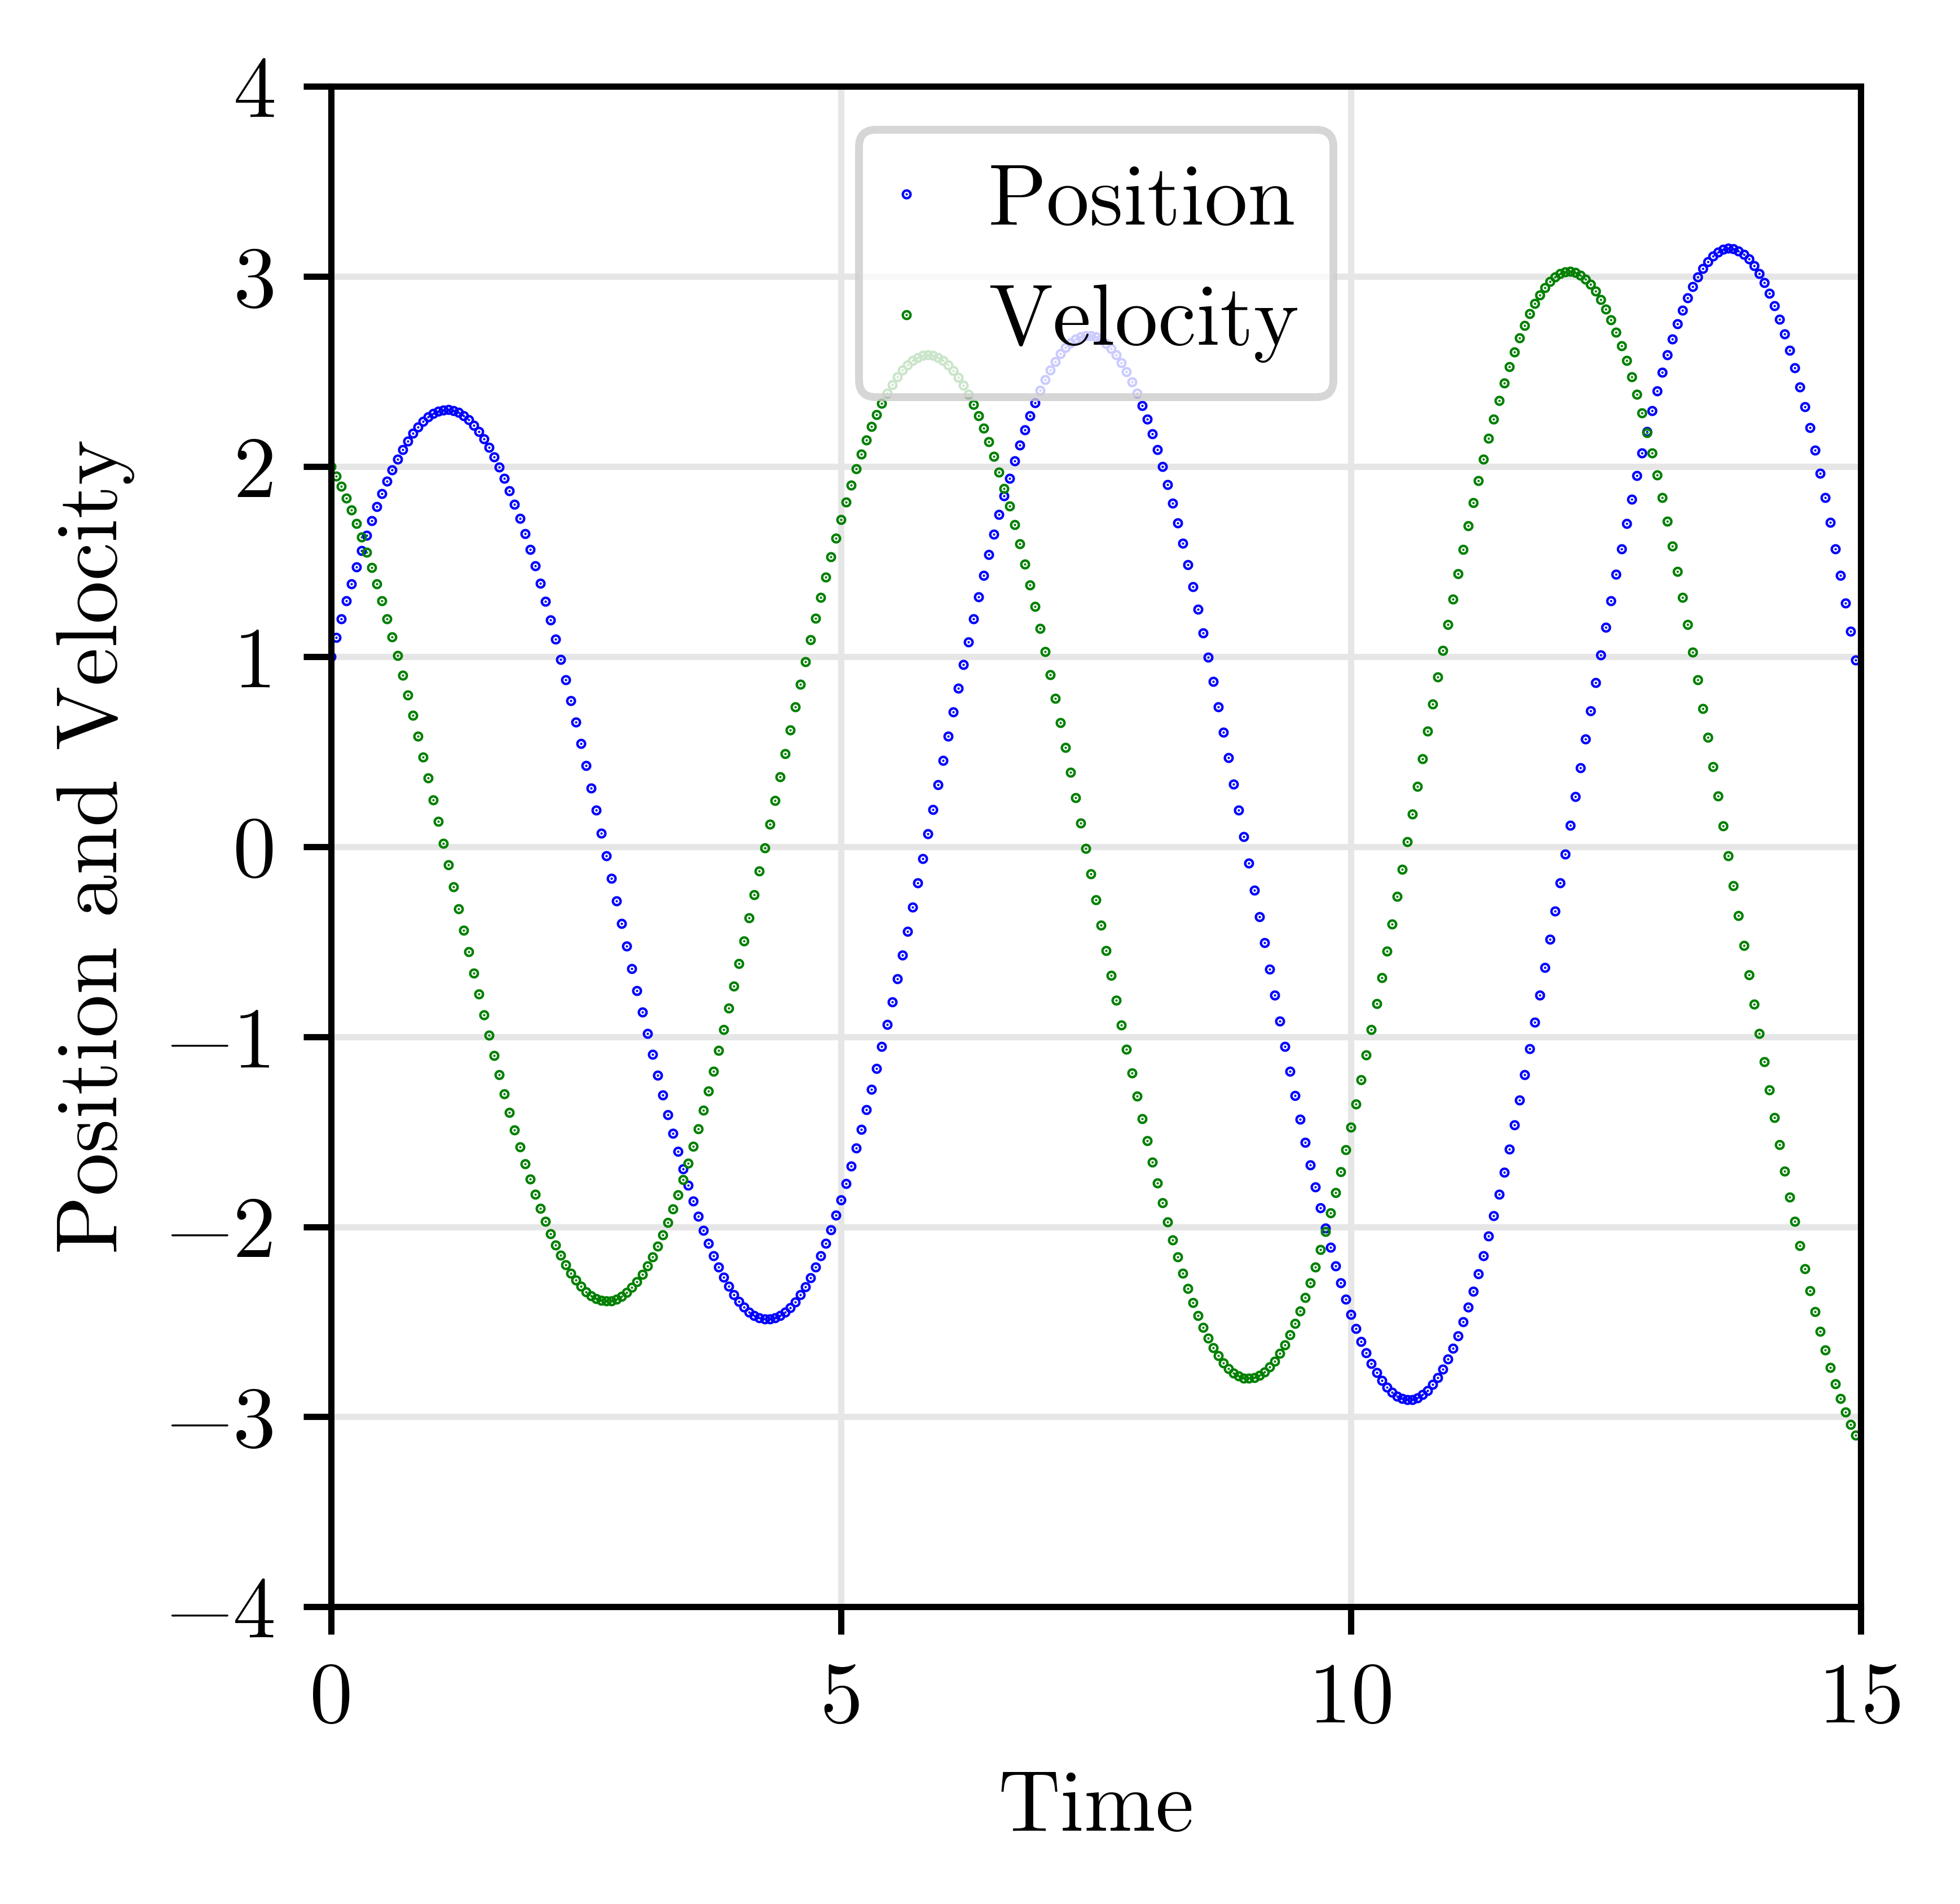 4
3
2
1
0
−1
−2
−3
−4
Position and Velocity
Position
Velocity
0 5 10 15
Time